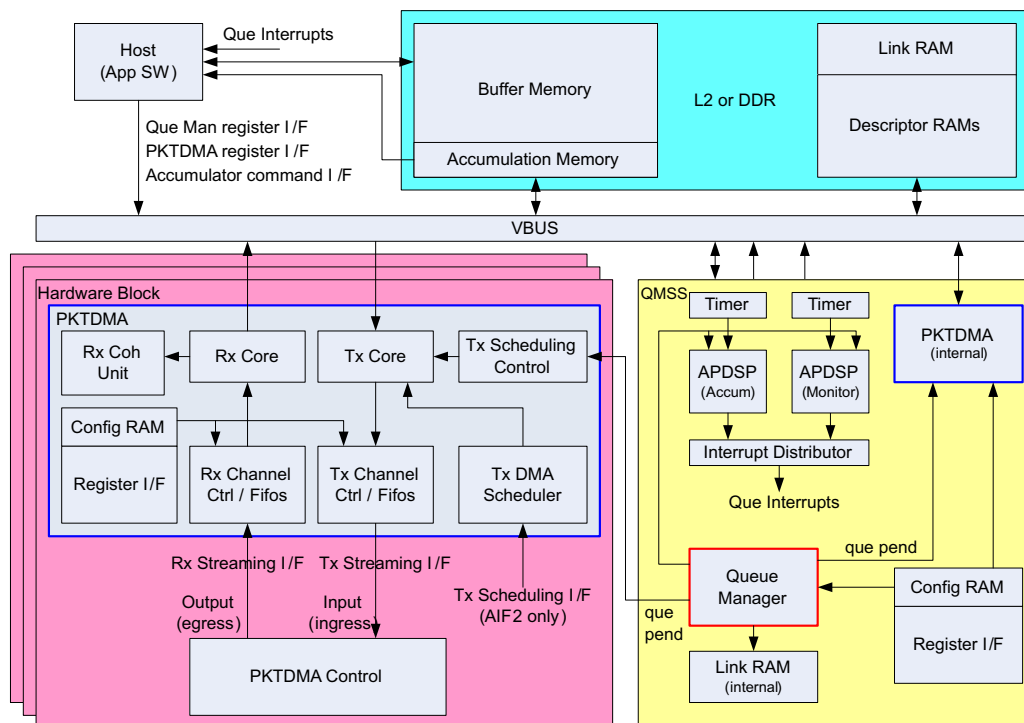 Host
(App SW)
Que Interrupts
Buffer Memory
Accumulation Memory
L2 or DDR
Link RAM
Descriptor RAMs
Que Man register I/F
PKTDMA register I/F
Accumulator command I/F
VBUS
Hardware Block
PKTDMA
Rx Coh
Unit
Rx Core
Tx Core
Tx Scheduling
Control
Config RAM
Register I/F
Rx Channel
Ctrl / Fifos
Tx Channel
Ctrl / Fifos
Tx DMA
Scheduler
Rx Streaming I/F
Tx Streaming I/F
Output
(egress)
Input
(ingress)
Tx Scheduling I/F
(AIF2 only)
PKTDMA Control
QMSS
Timer
Timer
APDSP
(Accum)
APDSP
(Monitor)
PKTDMA
(internal)
Interrupt Distributor
Que Interrupts
que pend
Queue
Manager
que
pend
Link RAM
(internal)
Config RAM
Register I/F